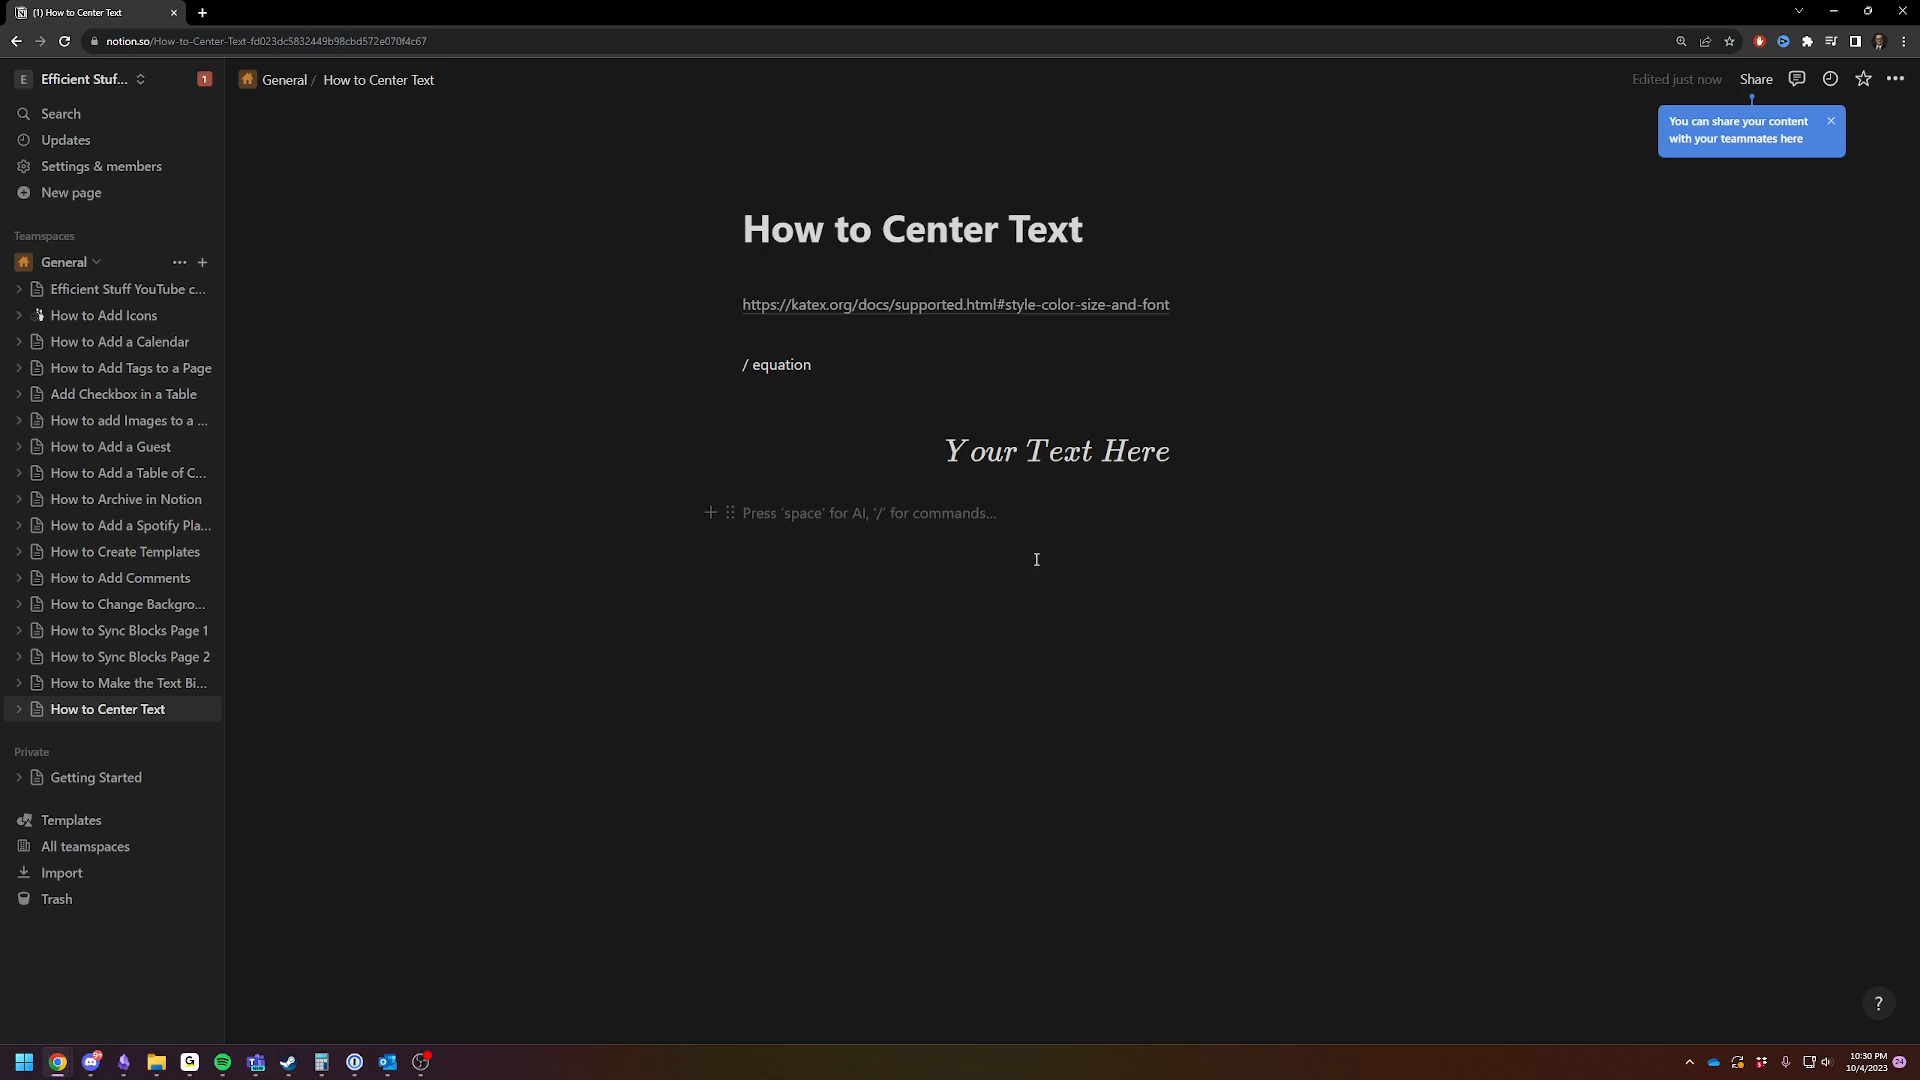 (1) How to Center Text
notion.so/How-to-Center-Text-fd023dc5832449b98cbd572e070f4c67
E Efficient Stuf... 1
General / How to Center Text
Edited just now Share
You can share your content
with your teammates here
Search
Updates
Settings & members
New page
Teamspaces
General
Efficient Stuff YouTube c...
How to Add Icons
How to Add a Calendar
How to Add Tags to a Page
Add Checkbox in a Table
How to add Images to a ...
How to Add a Guest
How to Add a Table of C...
How to Archive in Notion
How to Add a Spotify Pla...
How to Create Templates
How to Add Comments
How to Change Backgro...
How to Sync Blocks Page 1
How to Sync Blocks Page 2
How to Make the Text Bi...
How to Center Text
Private
Getting Started
Templates
All teamspaces
Import
Trash
How to Center Text
https://katex.org/docs/supported.html#style-color-size-and-font
/ equation
Your Text Here
Press ‘space’ for AI, ‘/’ for commands...
?
10:30 PM
10/4/2023
24